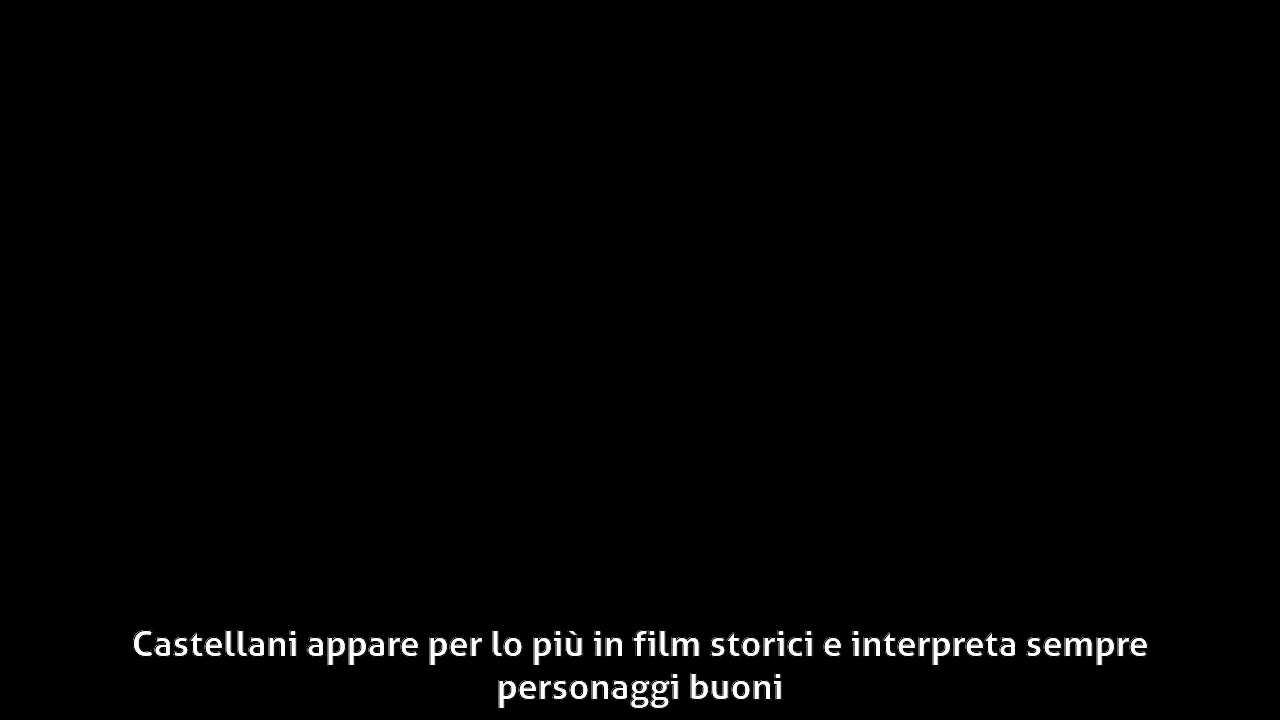 Castellani appare per lo più in film storici e interpreta sempre
personaggi buoni